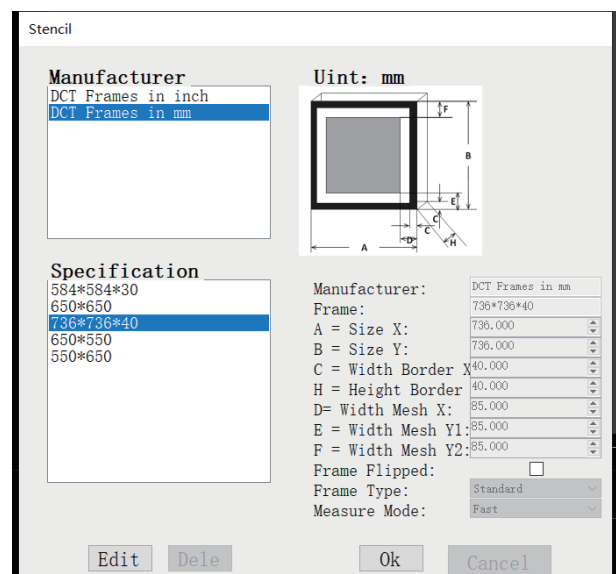 Stencil
Manufacturer
DCT Frames in inch
DCT Frames in mm
Uint: mm
F
B
E
C
C
D
H
A
Specification
584*584*30
650*650
736*736*40
650*550
550*650
Manufacturer: DCT Frames in mm
Frame: 736*736*40
A = Size X: 736.000
B = Size Y: 736.000
C = Width Border X 40.000
H = Height Border 40.000
D= Width Mesh X: 85.000
E = Width Mesh Y1: 85.000
F = Width Mesh Y2: 85.000
Frame Flipped:
Frame Type: Standard
Measure Mode: Fast
Edit Dele Ok Cancel